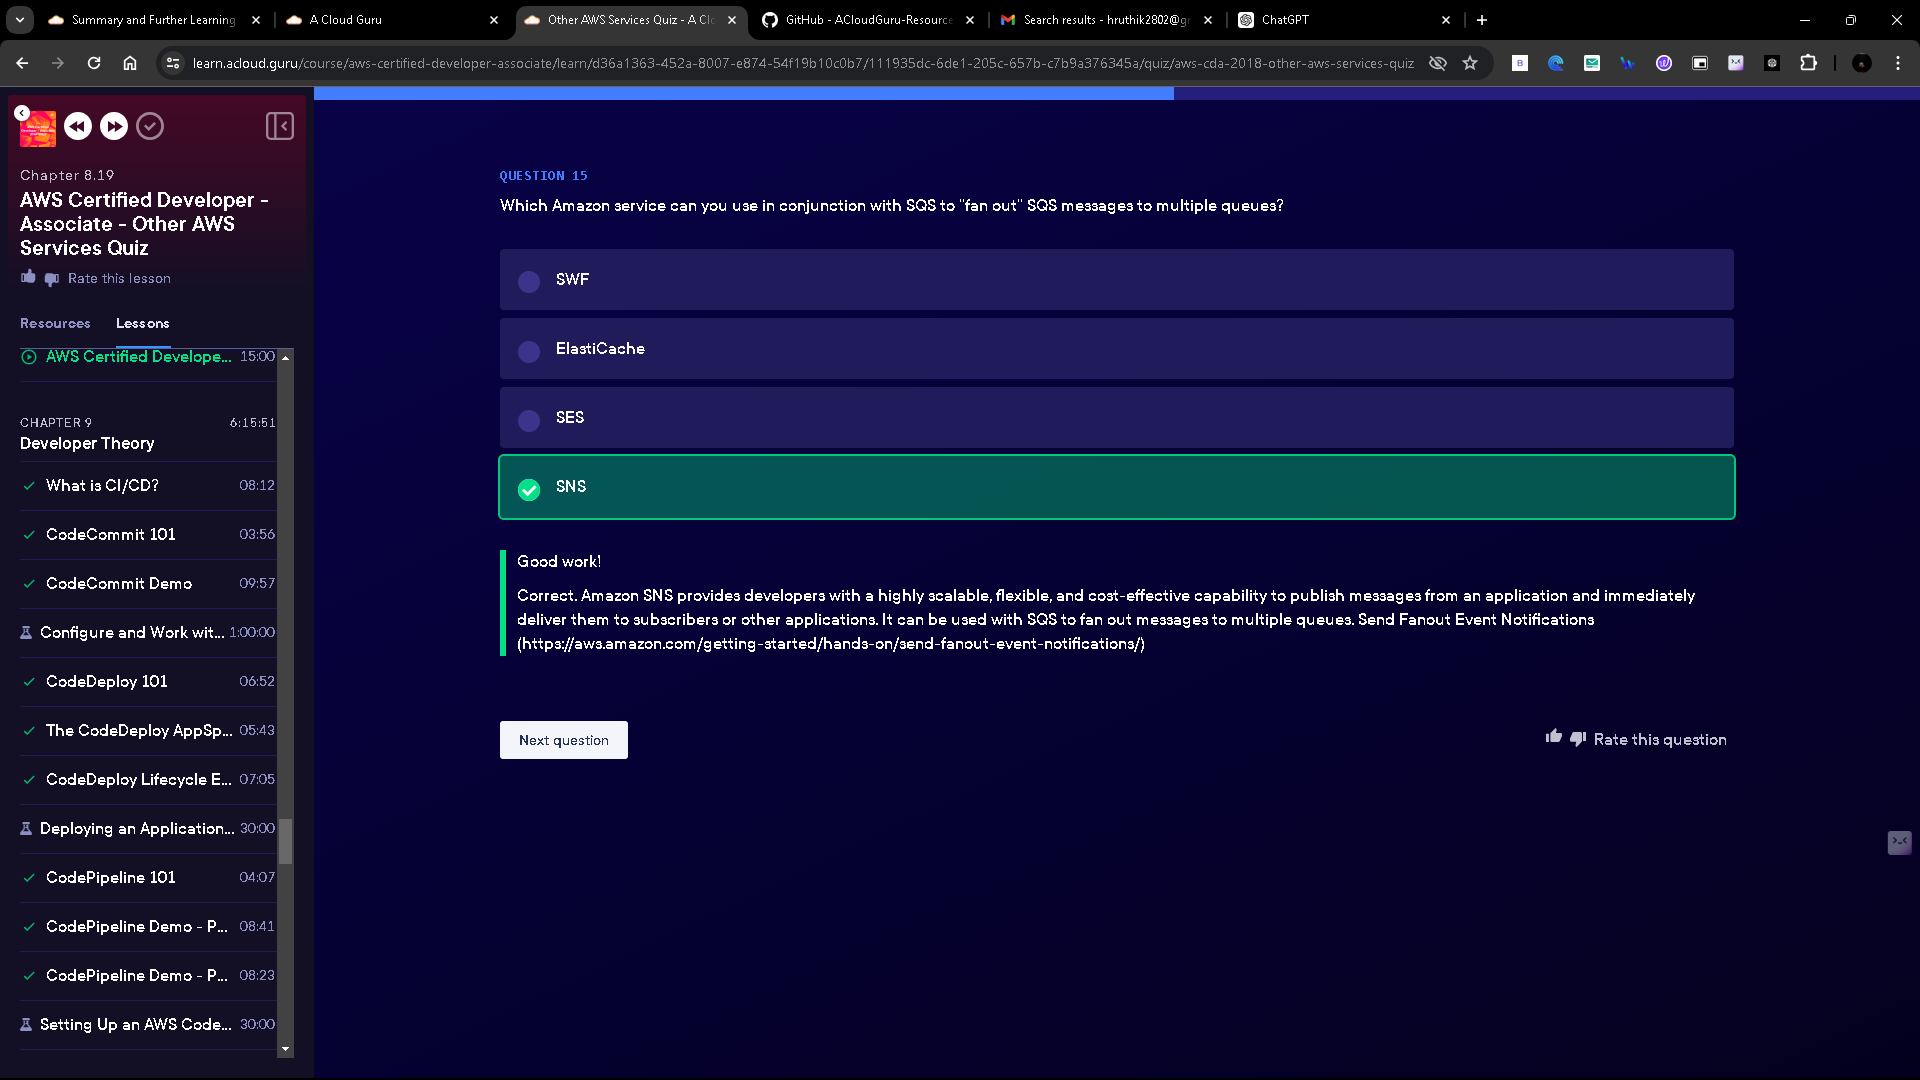 Summary and Further Learning
A Cloud Guru
Other AWS Services Quiz - A Clo
GitHub - ACloudGuru-Resource
Search results - hruthik2802@g
ChatGPT
learn.acloud.guru/course/aws-certified-developer-associate/learn/d36a1363-452a-8007-e874-54f19b10c0b7/111935dc-6de1-205c-657b-c7b9a376345a/quiz/aws-cda-2018-other-aws-services-quiz
Chapter 8.19
AWS Certified Developer -
Associate - Other AWS
Services Quiz
Rate this lesson
Resources Lessons
AWS Certified Develope... 15:00
CHAPTER 9 6:15:51
Developer Theory
What is CI/CD? 08:12
CodeCommit 101 03:56
CodeCommit Demo 09:57
Configure and Work wit... 1:00:00
CodeDeploy 101 06:52
The CodeDeploy AppSp... 05:43
CodeDeploy Lifecycle E... 07:05
Deploying an Application... 30:00
CodePipeline 101 04:07
CodePipeline Demo - P... 08:41
CodePipeline Demo - P... 08:23
Setting Up an AWS Code... 30:00
QUESTION 15
Which Amazon service can you use in conjunction with SQS to "fan out" SQS messages to multiple queues?
SWF
ElastiCache
SES
SNS
Good work!
Correct. Amazon SNS provides developers with a highly scalable, flexible, and cost-effective capability to publish messages from an application and immediately
deliver them to subscribers or other applications. It can be used with SQS to fan out messages to multiple queues. Send Fanout Event Notifications
(https://aws.amazon.com/getting-started/hands-on/send-fanout-event-notifications/)
Next question
Rate this question